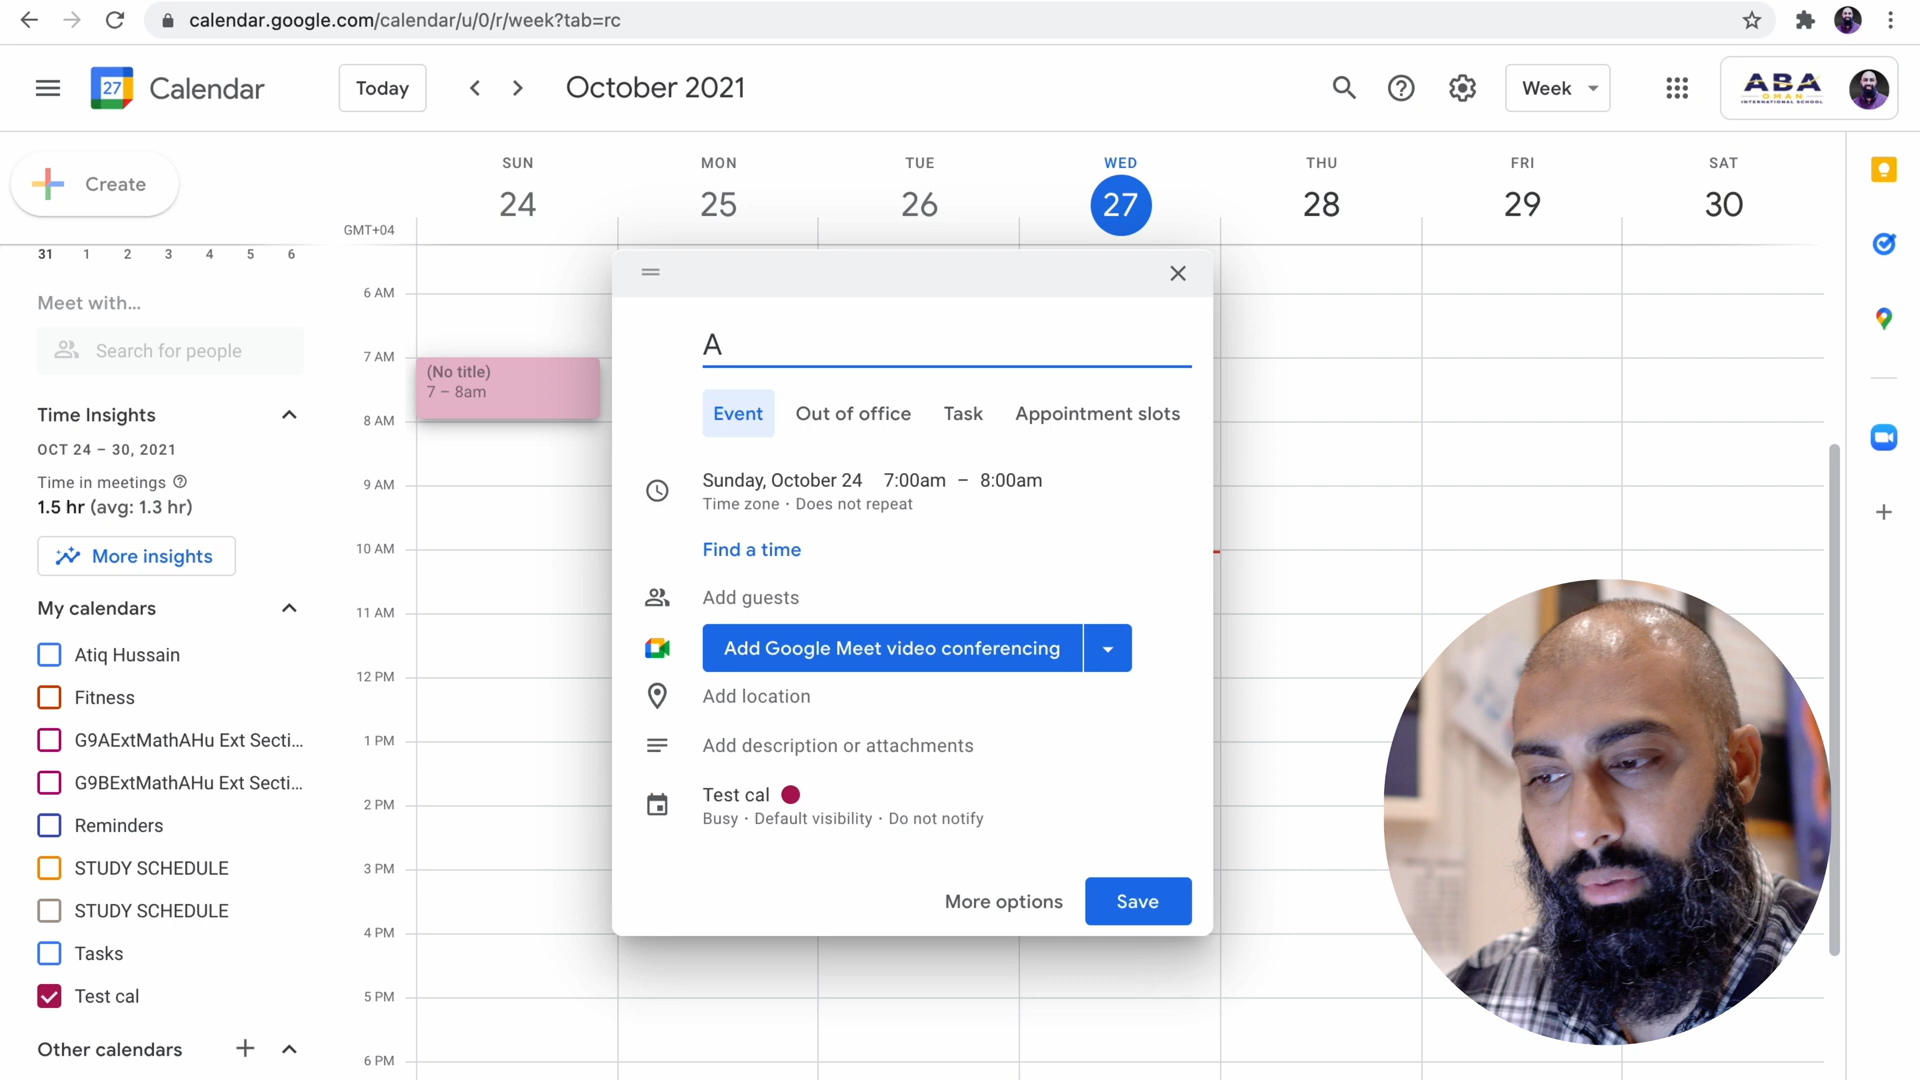 calendar.google.com/calendar/u/0/r/week?tab=rc
27
Calendar
Today
October 2021
Week
ABA
OMAN
INTERNATIONAL SCHOOL
Create
SUN
MON
TUE
WED
THU
FRI
SAT
24
25
26
27
28
29
30
GMT+04
31 1 2 3 4 5 6
Meet with...
Search for people
Time Insights
OCT 24 – 30, 2021
Time in meetings
1.5 hr (avg: 1.3 hr)
More insights
My calendars
Atiq Hussain
Fitness
G9AExtMathAHu Ext Secti...
G9BExtMathAHu Ext Secti...
Reminders
STUDY SCHEDULE
STUDY SCHEDULE
Tasks
Test cal
Other calendars
6 AM
7 AM
8 AM
9 AM
10 AM
11 AM
12 PM
1 PM
2 PM
3 PM
4 PM
5 PM
6 PM
(No title)
7 – 8am
A
Event
Out of office
Task
Appointment slots
Sunday, October 24 7:00am – 8:00am
Time zone · Does not repeat
Find a time
Add guests
Add Google Meet video conferencing
Add location
Add description or attachments
Test cal
Busy · Default visibility · Do not notify
More options
Save